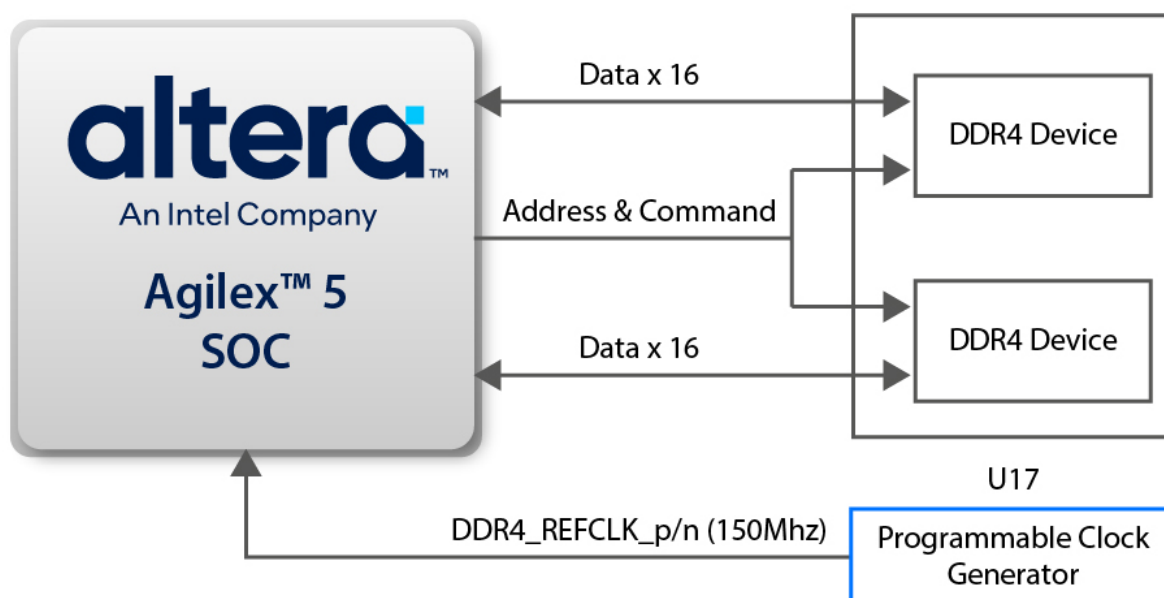 Data x 16
DDR4 Device
altera™
An Intel Company
Address & Command
Agilex™ 5
SOC
Data x 16
DDR4 Device
U17
DDR4_REFCLK_p/n (150Mhz)
Programmable Clock
Generator